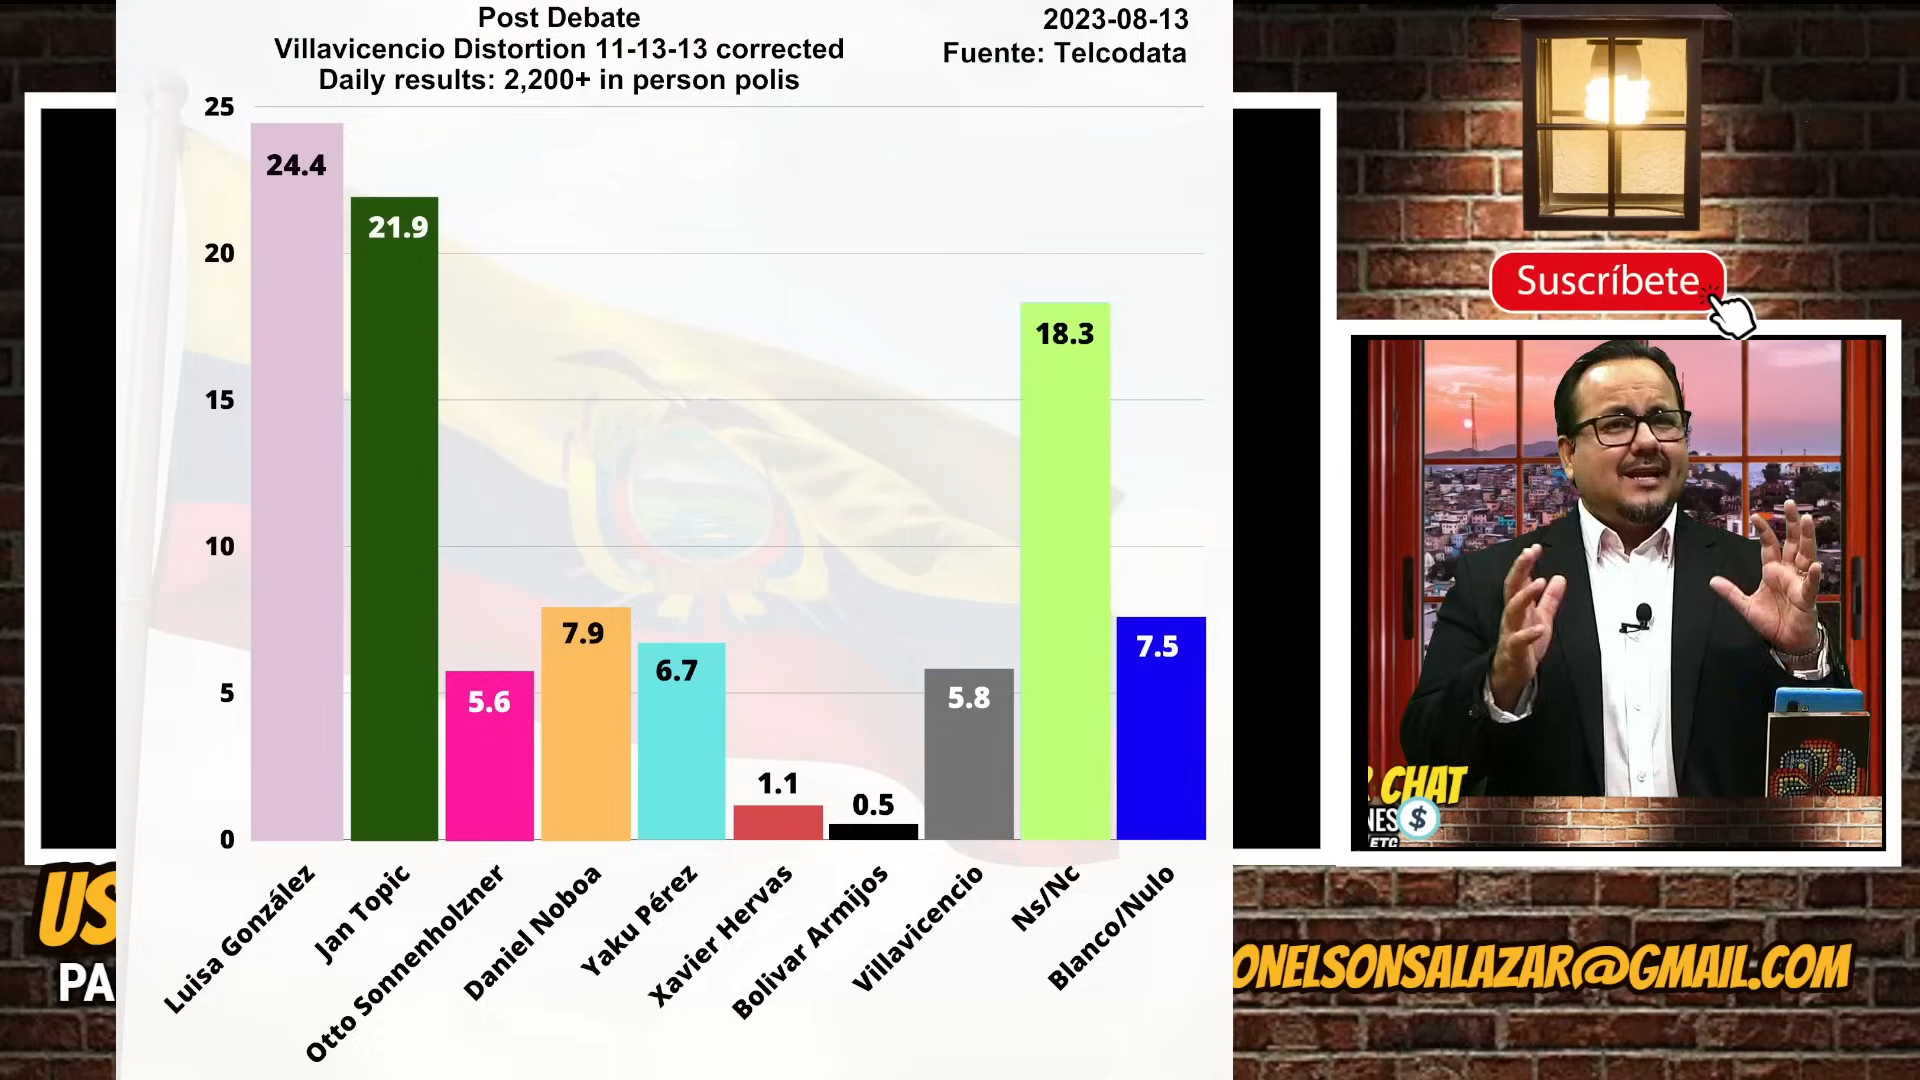 Post Debate
Villavicencio Distortion 11-13-13 corrected
Daily results: 2,200+ in person polis
2023-08-13
Fuente: Telcodata
25
20
15
10
5
0
24.4
21.9
5.6
7.9
6.7
1.1
0.5
5.8
18.3
7.5
Luisa González
Jan Topic
Otto Sonnenholzner
Daniel Noboa
Yaku Pérez
Xavier Hervas
Bolivar Armijos
Villavicencio
Ns/Nc
Blanco/Nulo
Suscríbete
CHAT
NES $
ETC
US
PA
ONELSONSALAZAR@GMAIL.COM